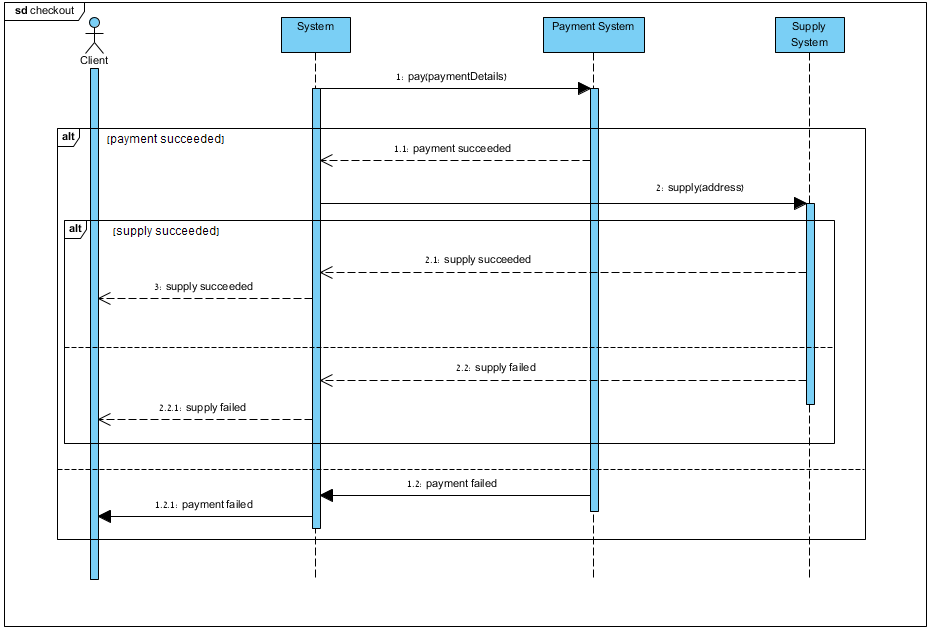 sd checkout
Client
System
Payment System
Supply
System
1: pay(paymentDetails)
alt
[payment succeeded]
1.1: payment succeeded
2: supply(address)
alt
[supply succeeded]
2.1: supply succeeded
3: supply succeeded
2.2: supply failed
2.2.1: supply failed
1.2: payment failed
1.2.1: payment failed